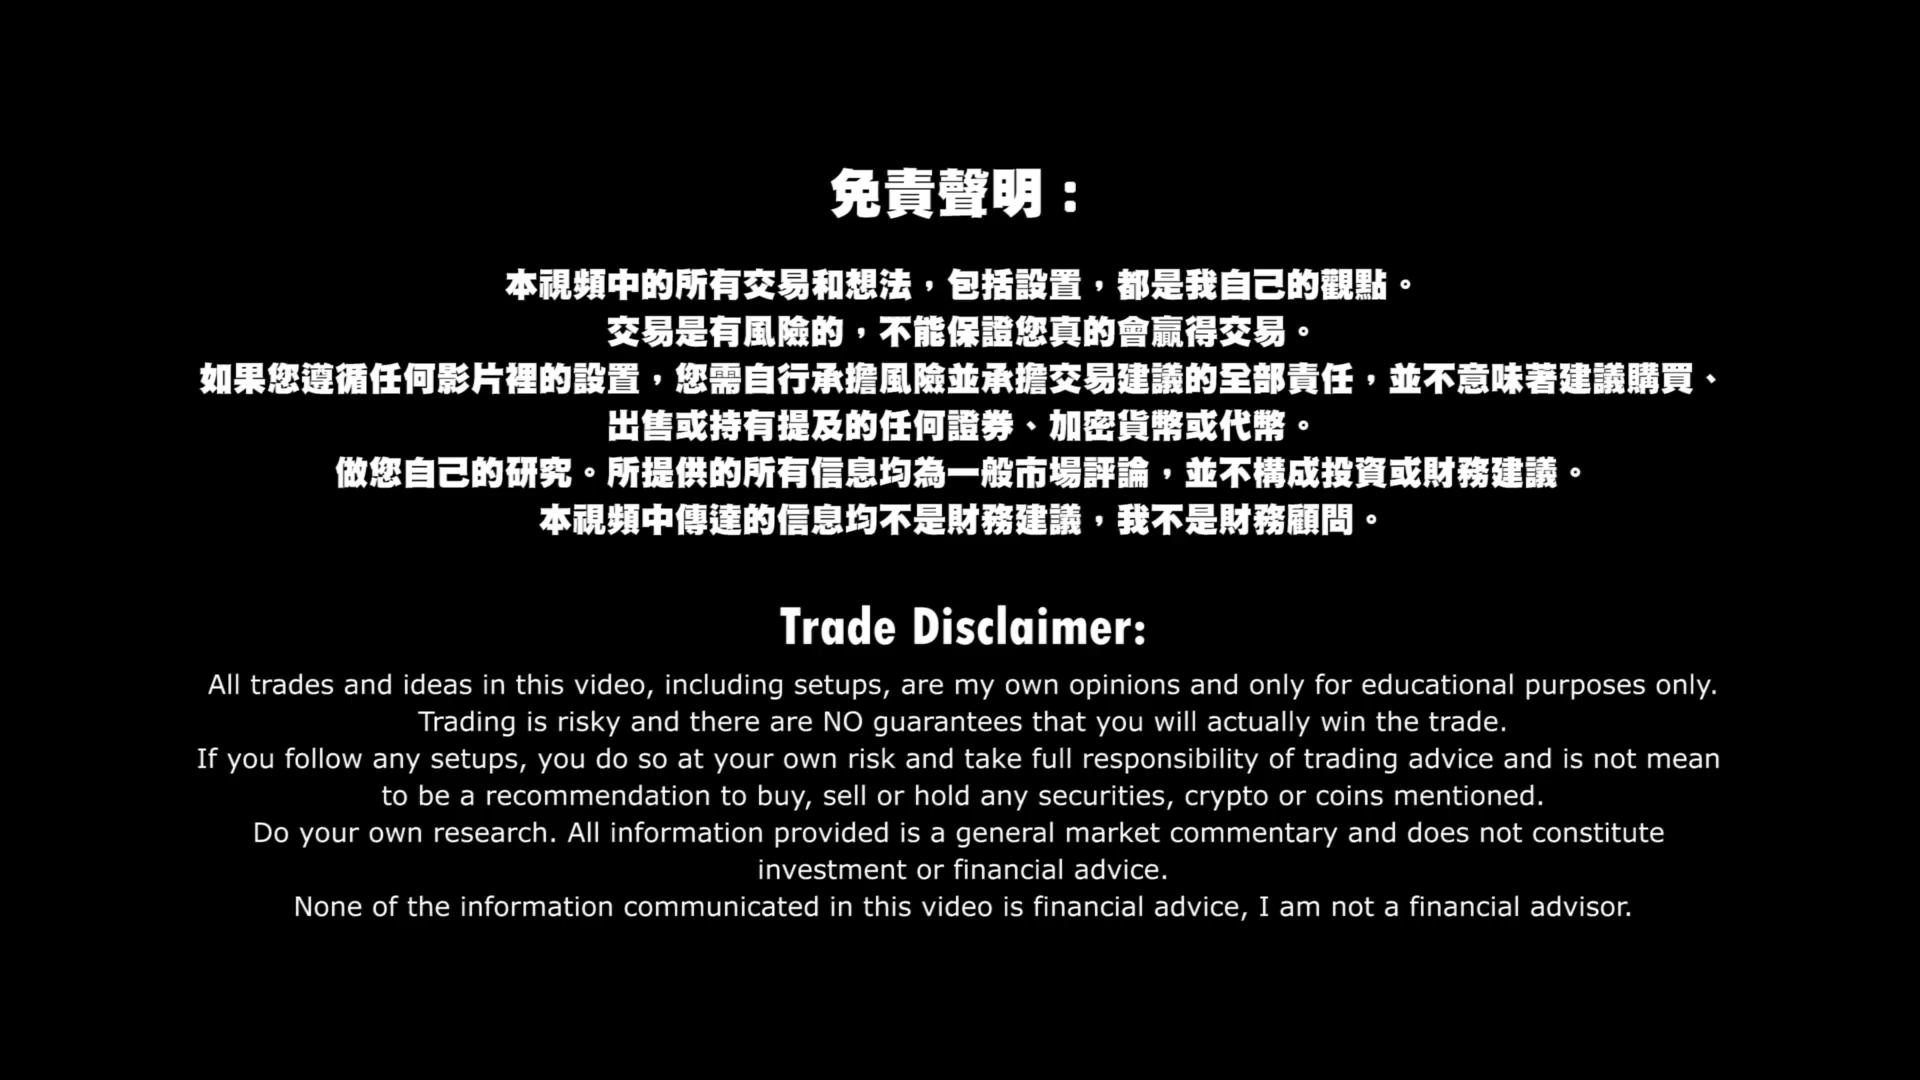 免責聲明：
本視頻中的所有交易和想法，包括設置，都是我自己的觀點。
交易是有風險的，不能保證您真的會贏得交易。
如果您遵循任何影片裡的設置，您需自行承擔風險並承擔交易建議的全部責任，並不意味著建議購買、
出售或持有提及的任何證券、加密貨幣或代幣。
做您自己的研究。所提供的所有信息均為一般市場評論，並不構成投資或財務建議。
本視頻中傳達的信息均不是財務建議，我不是財務顧問。
Trade Disclaimer:
All trades and ideas in this video, including setups, are my own opinions and only for educational purposes only.
Trading is risky and there are NO guarantees that you will actually win the trade.
If you follow any setups, you do so at your own risk and take full responsibility of trading advice and is not mean
to be a recommendation to buy, sell or hold any securities, crypto or coins mentioned.
Do your own research. All information provided is a general market commentary and does not constitute
investment or financial advice.
None of the information communicated in this video is financial advice, I am not a financial advisor.